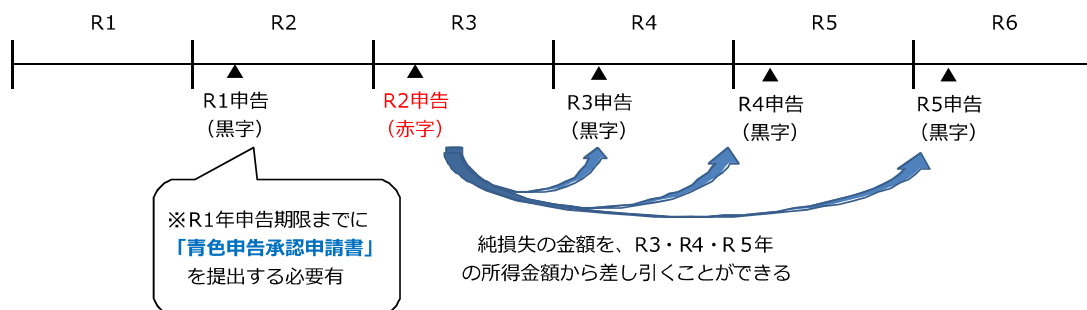 R1
R2
R3
R4
R5
R6
R1申告
(黒字)
R2申告
(赤字)
R3申告
(黒字)
R4申告
(黒字)
R5申告
(黒字)
※R1年申告期限までに
「青色申告承認申請書」
を提出する必要有
純損失の金額を、R3・R4・R5年
の所得金額から差し引くことができる